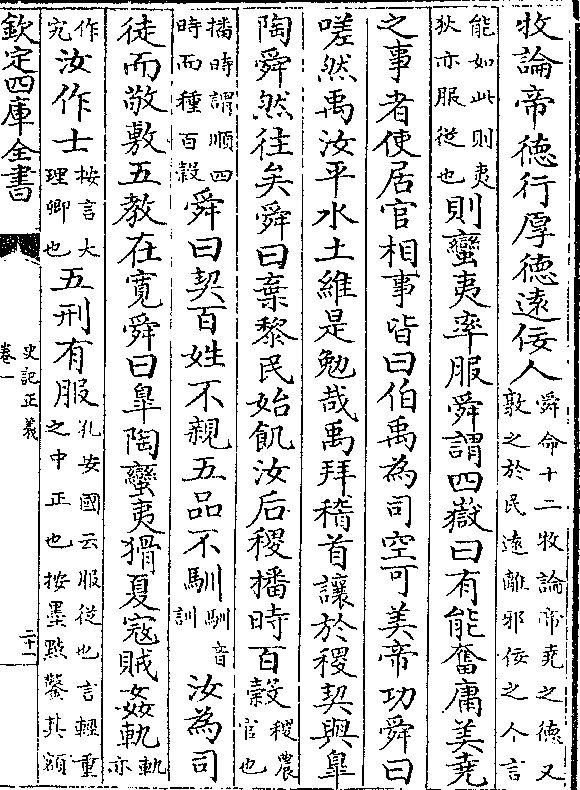 牧論帝徳行厚徳遠佞人舜命十二牧論帝堯之徳又敦之於民遠離邪佞之人言
能如此則夷狄亦服従也則蠻夷率服舜謂四嶽曰有能奮庸美堯
之事者使居官相事皆曰伯禹為司空可美帝功舜曰
嗟然禹汝平水土維是勉哉禹拜稽首讓於稷契與臯
陶舜然往矣舜曰棄黎民始飢汝后稷播時百糓稷農官也
播時謂順四時而種百穀舜曰契百姓不親五品不馴馴音訓汝為司
徒而敬敷五教在寛舜曰臯陶蠻夷猾夏寇賊姦軌軌亦
作宄汝作士按言大理卿也五刑有服孔安國云服從也言輕重之中正也按墨㸃鑿其額
欽定四庫全書
史記正義
卷一
二十一